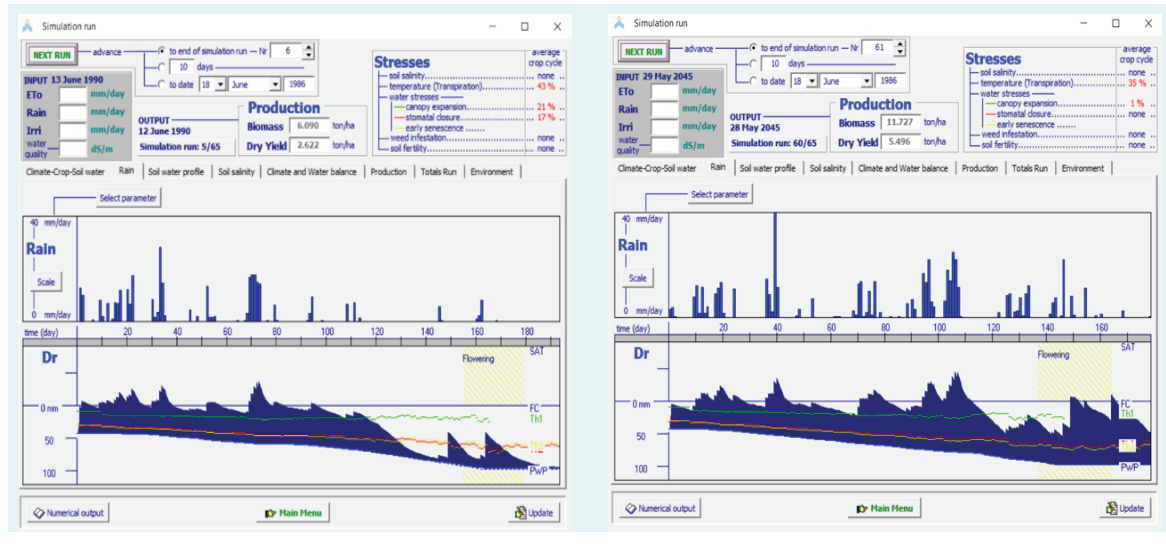 Simulation run
NEXT RUN
advance
to end of simulation run — Nr 6
10 days
to date 18 June 1986
INPUT 13 June 1990
ETo mm/day
Rain mm/day
Irri mm/day
water quality dS/m
OUTPUT
12 June 1990
Simulation run: 5/65
Production
Biomass 6.090 ton/ha
Dry Yield 2.622 ton/ha
Stresses
average
crop cycle
soil salinity none
temperature (Transpiration) 43 %
water stresses
canopy expansion 21 %
stomatal closure 17 %
early senescence
weed infestation none
soil fertility none
Climate-Crop-Soil water Rain Soil water profile Soil salinity Climate and Water balance Production Totals Run Environment
Select parameter
40 mm/day
Rain
Scale
0 mm/day
time (day) 20 40 60 80 100 120 140 160 180
Dr
Flowering
SAT
0 mm
FC
Th1
50
100
PWP
Numerical output
Main Menu
Update
Simulation run
NEXT RUN
advance
to end of simulation run — Nr 61
10 days
to date 18 June 1986
INPUT 29 May 2045
ETo mm/day
Rain mm/day
Irri mm/day
water quality dS/m
OUTPUT
28 May 2045
Simulation run: 60/65
Production
Biomass 11.727 ton/ha
Dry Yield 5.496 ton/ha
Stresses
average
crop cycle
soil salinity none
temperature (Transpiration) 35 %
water stresses
canopy expansion 1 %
stomatal closure none
early senescence
weed infestation none
soil fertility none
Climate-Crop-Soil water Rain Soil water profile Soil salinity Climate and Water balance Production Totals Run Environment
Select parameter
40 mm/day
Rain
Scale
0 mm/day
time (day) 20 40 60 80 100 120 140 160
Dr
Flowering
SAT
0 mm
FC
Th1
50
100
PWP
Numerical output
Main Menu
Update